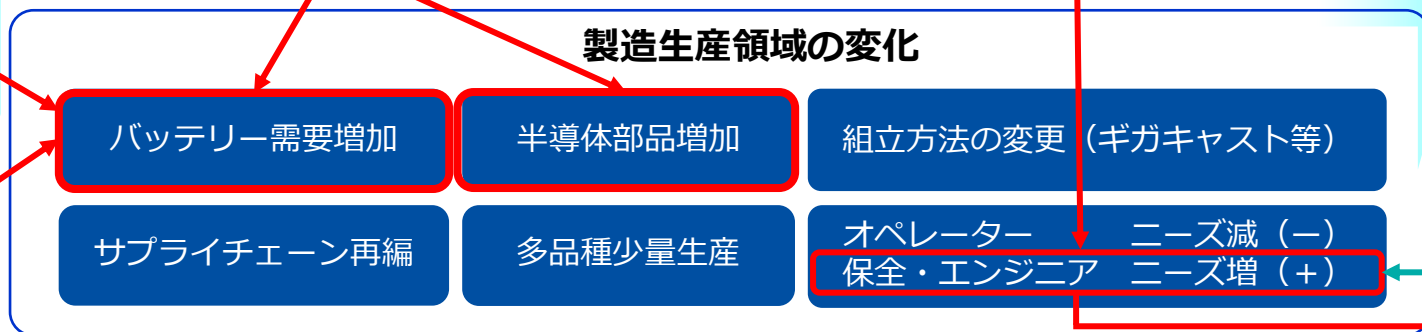 製造生産領域の変化
バッテリー需要増加
半導体部品増加
組立方法の変更（ギガキャスト等）
サプライチェーン再編
多品種少量生産
オペレーター　ニーズ減（－）
保全・エンジニア　ニーズ増（+）